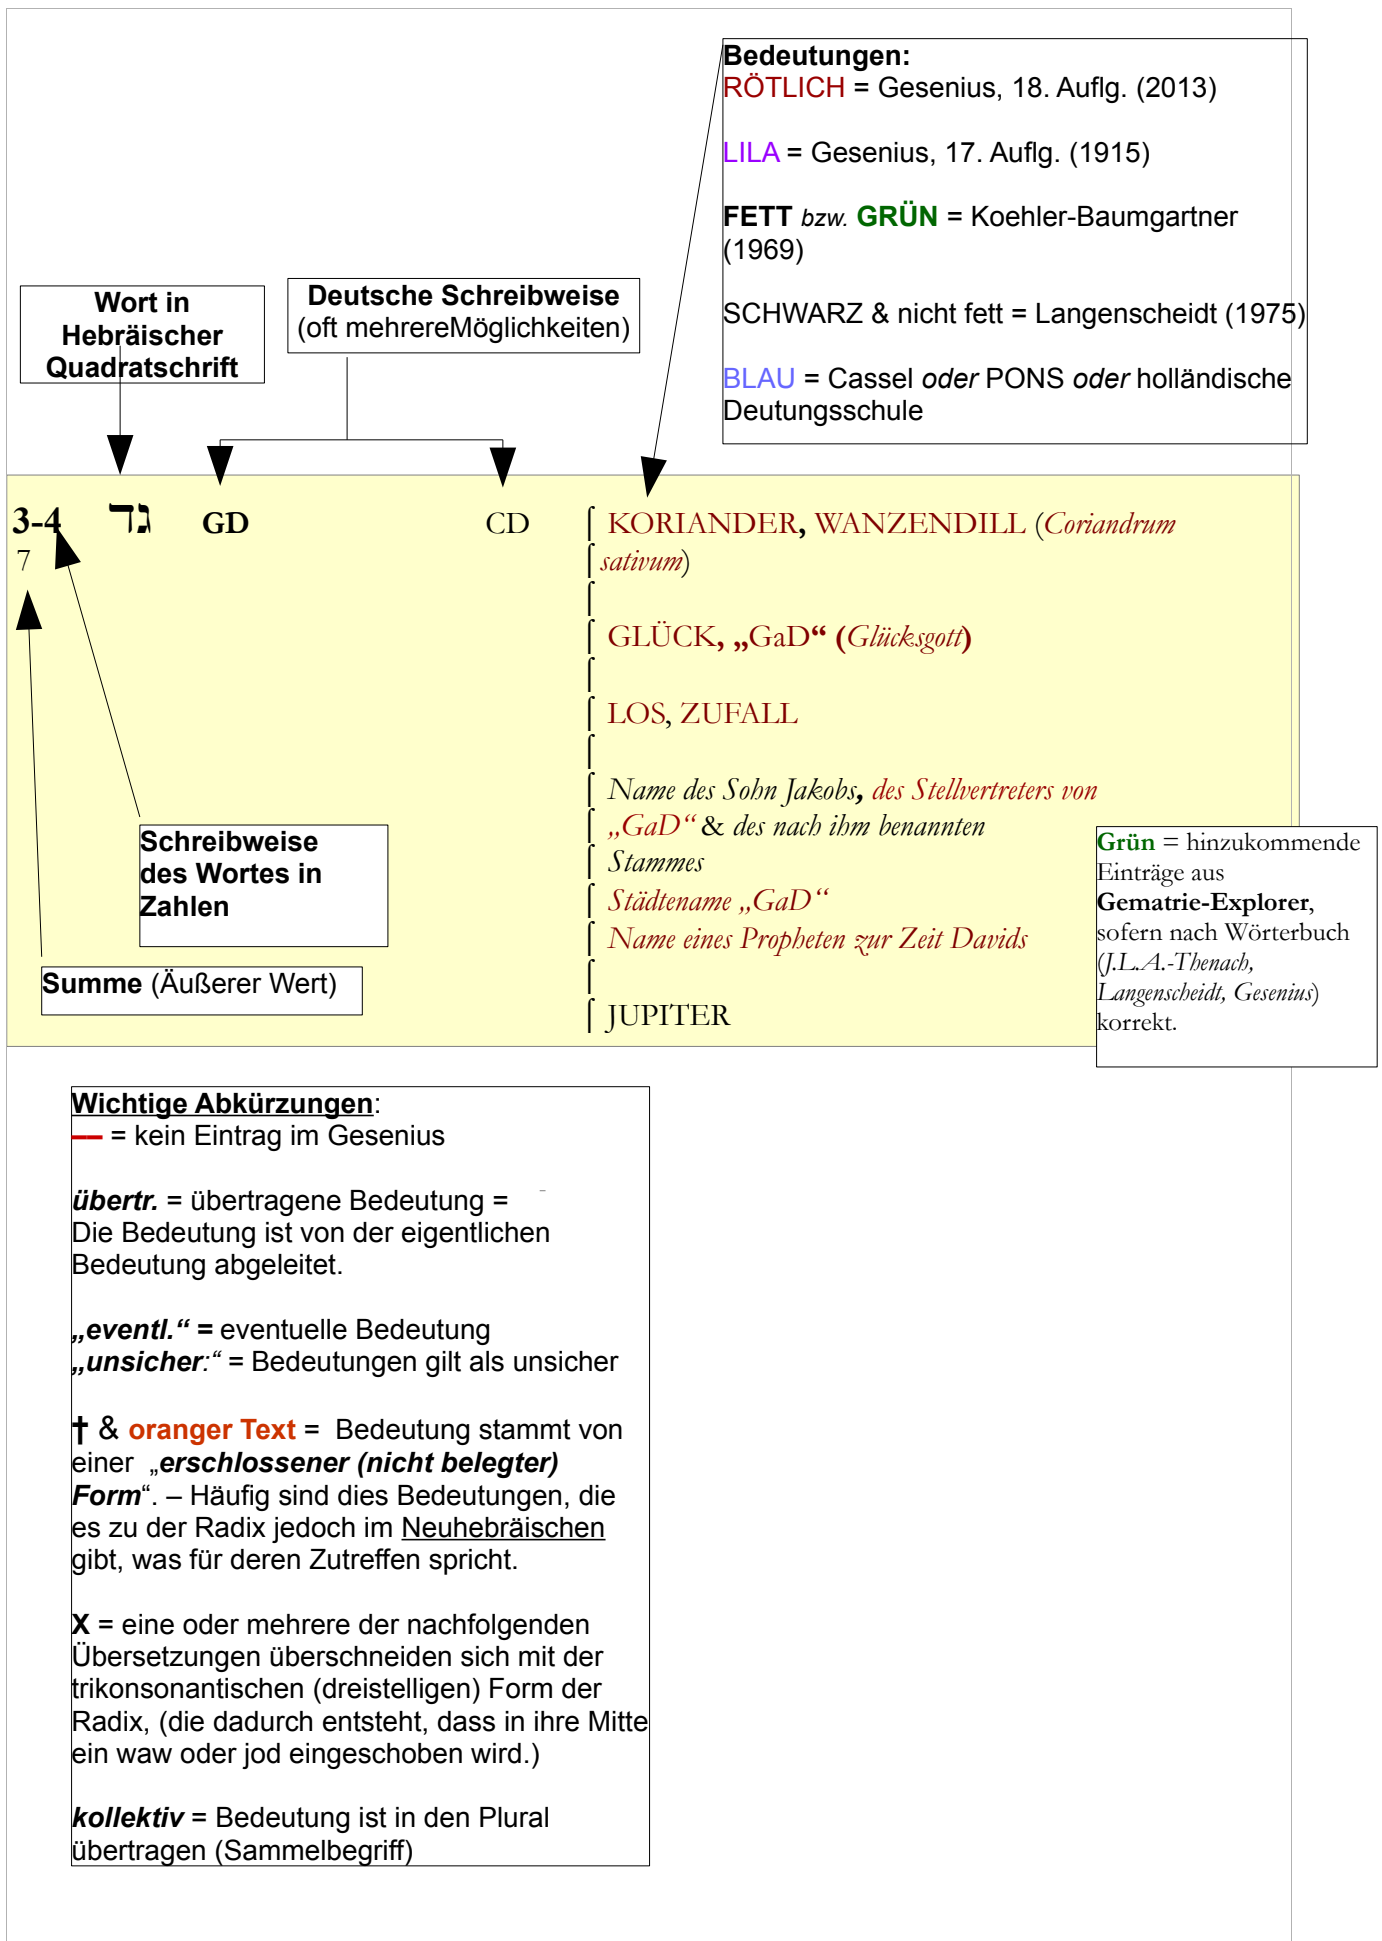 Bedeutungen:
RÖTLICH = Gesenius, 18. Auflg. (2013)
LILA = Gesenius, 17. Auflg. (1915)
FETT bzw. GRÜN = Koehler-Baumgartner
(1969)
SCHWARZ & nicht fett = Langenscheidt (1975)
BLAU = Cassel oder PONS oder holländische
Deutungsschule
Wort in
Hebräischer
Quadratschrift
Deutsche Schreibweise
(oft mehrereMöglichkeiten)
3-4 גד GD CD ⌠ KORIANDER, WANZENDILL (Coriandrum
7 ⌠ sativum)
⌠
⌠ GLÜCK, „GaD“ (Glücksgott)
⌠
⌠ LOS, ZUFALL
⌠
⌠ Name des Sohn Jakobs, des Stellvertreters von
⌠ „GaD“ & des nach ihm benannten
⌠ Stammes
⌠ Städtename „GaD“
⌠ Name eines Propheten zur Zeit Davids
⌠
⌠ JUPITER
Schreibweise
des Wortes in
Zahlen
Summe (Äußerer Wert)
Grün = hinzukommende
Einträge aus
Gematrie-Explorer,
sofern nach Wörterbuch
(J.L.A.-Thenach,
Langenscheidt, Gesenius)
korrekt.
Wichtige Abkürzungen:
— = kein Eintrag im Gesenius
übertr. = übertragene Bedeutung =
Die Bedeutung ist von der eigentlichen
Bedeutung abgeleitet.
„eventl.“ = eventuelle Bedeutung
„unsicher:“ = Bedeutungen gilt als unsicher
† & oranger Text = Bedeutung stammt von
einer „erschlossener (nicht belegter)
Form“. – Häufig sind dies Bedeutungen, die
es zu der Radix jedoch im Neuhebräischen
gibt, was für deren Zutreffen spricht.
X = eine oder mehrere der nachfolgenden
Übersetzungen überschneiden sich mit der
trikonsonantischen (dreistelligen) Form der
Radix, (die dadurch entsteht, dass in ihre Mitte
ein waw oder jod eingeschoben wird.)
kollektiv = Bedeutung ist in den Plural
übertragen (Sammelbegriff)